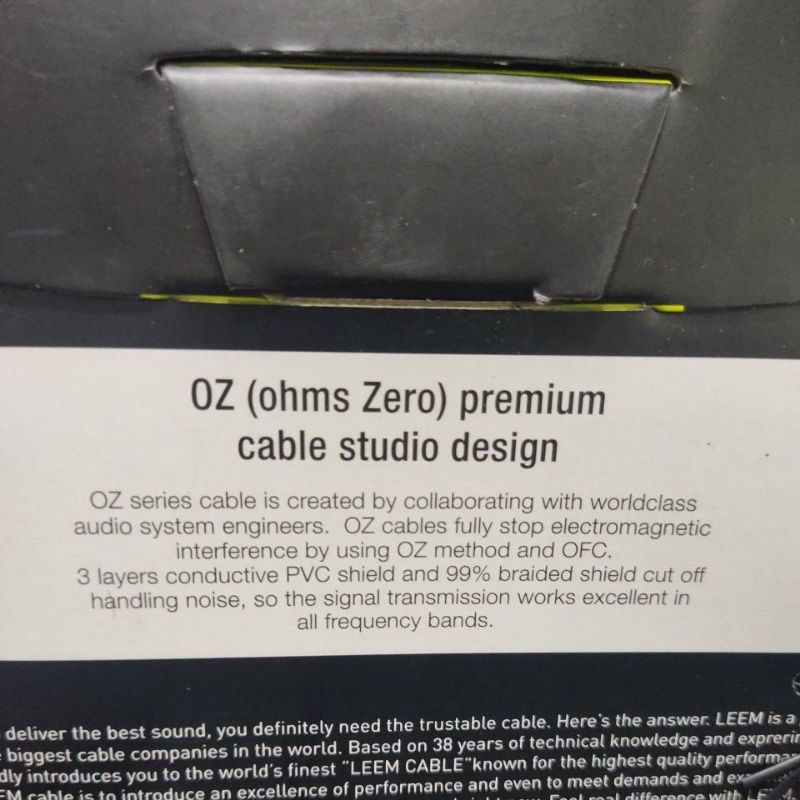 OZ (ohms Zero) premium
cable studio design
OZ series cable is created by collaborating with worldclass
audio system engineers. OZ cables fully stop electromagnetic
interference by using OZ method and OFC.
3 layers conductive PVC shield and 99% braided shield cut off
handling noise, so the signal transmission works excellent in
all frequency bands.
deliver the best sound, you definitely need the trustable cable. Here's the answer. LEEM is a
biggest cable companies in the world. Based on 38 years of technical knowledge and
introduces you to the world's finest "LEEM CABLE"known for the highest quality
cable is to introduce an excellence of performance and even to meet demands and
Feel real difference with